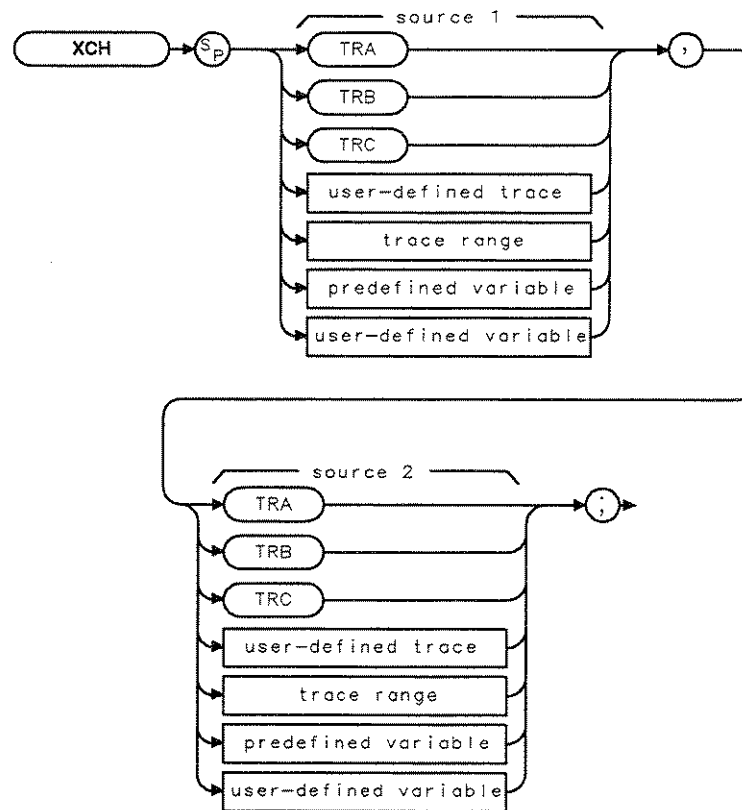 source 1
XCH SP TRA ,
TRB
TRC
user-defined trace
trace range
predefined variable
user-defined variable
source 2
TRA ;
TRB
TRC
user-defined trace
trace range
predefined variable
user-defined variable